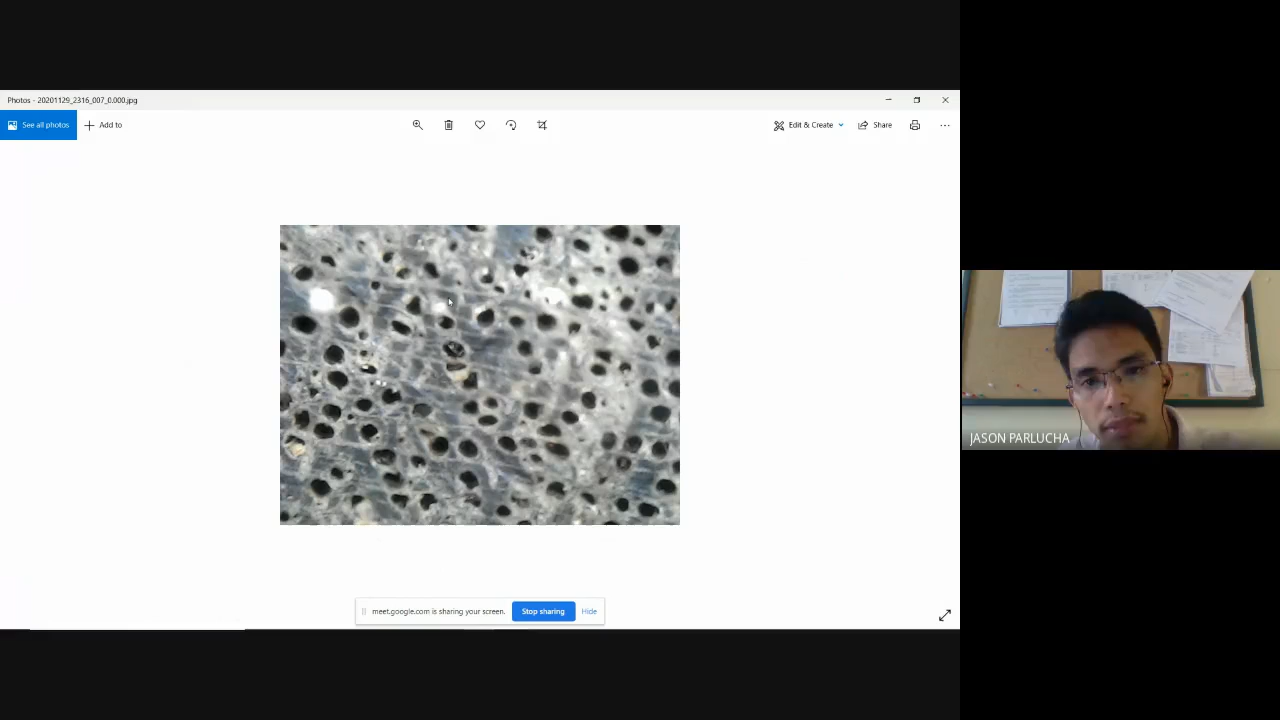 Photos - 20201129_2316_007_0.000.jpg
See all photos
Add to
Edit & Create
Share
meet.google.com is sharing your screen.
Stop sharing
Hide
JASON PARLUCHA